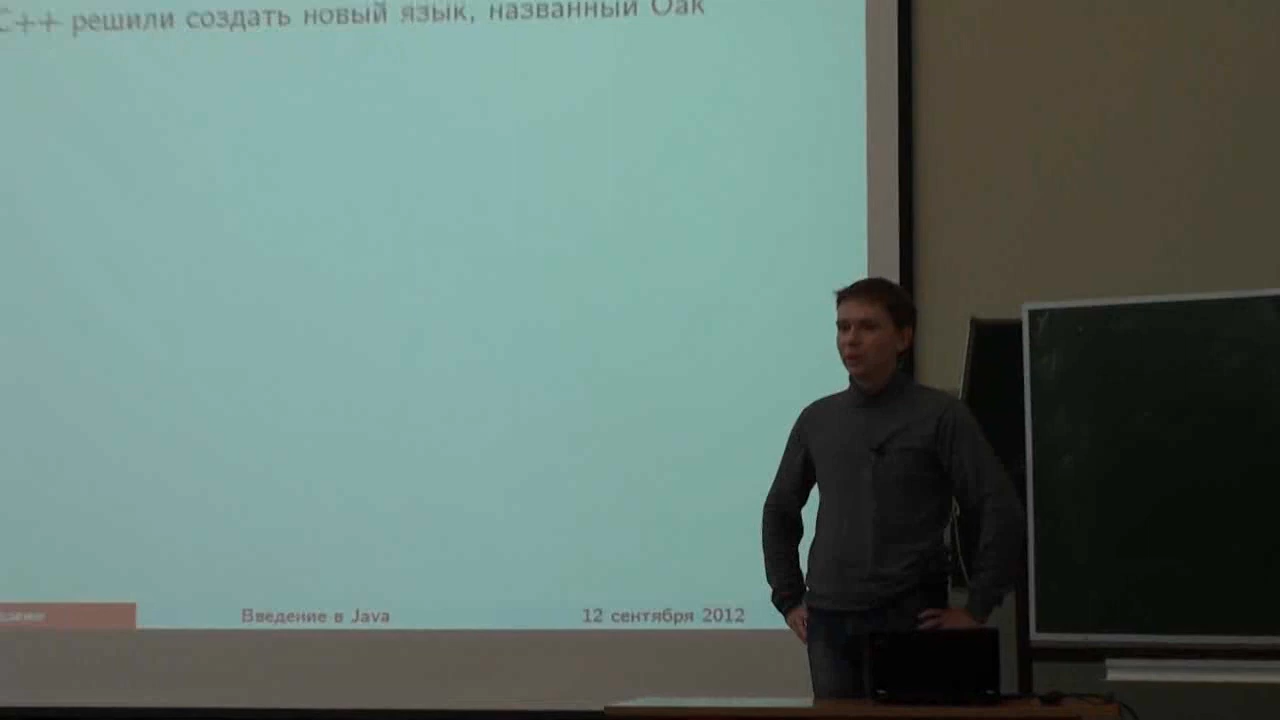 C++ решили создать новый язык, названный Oak
Введение в Java
12 сентября 2012